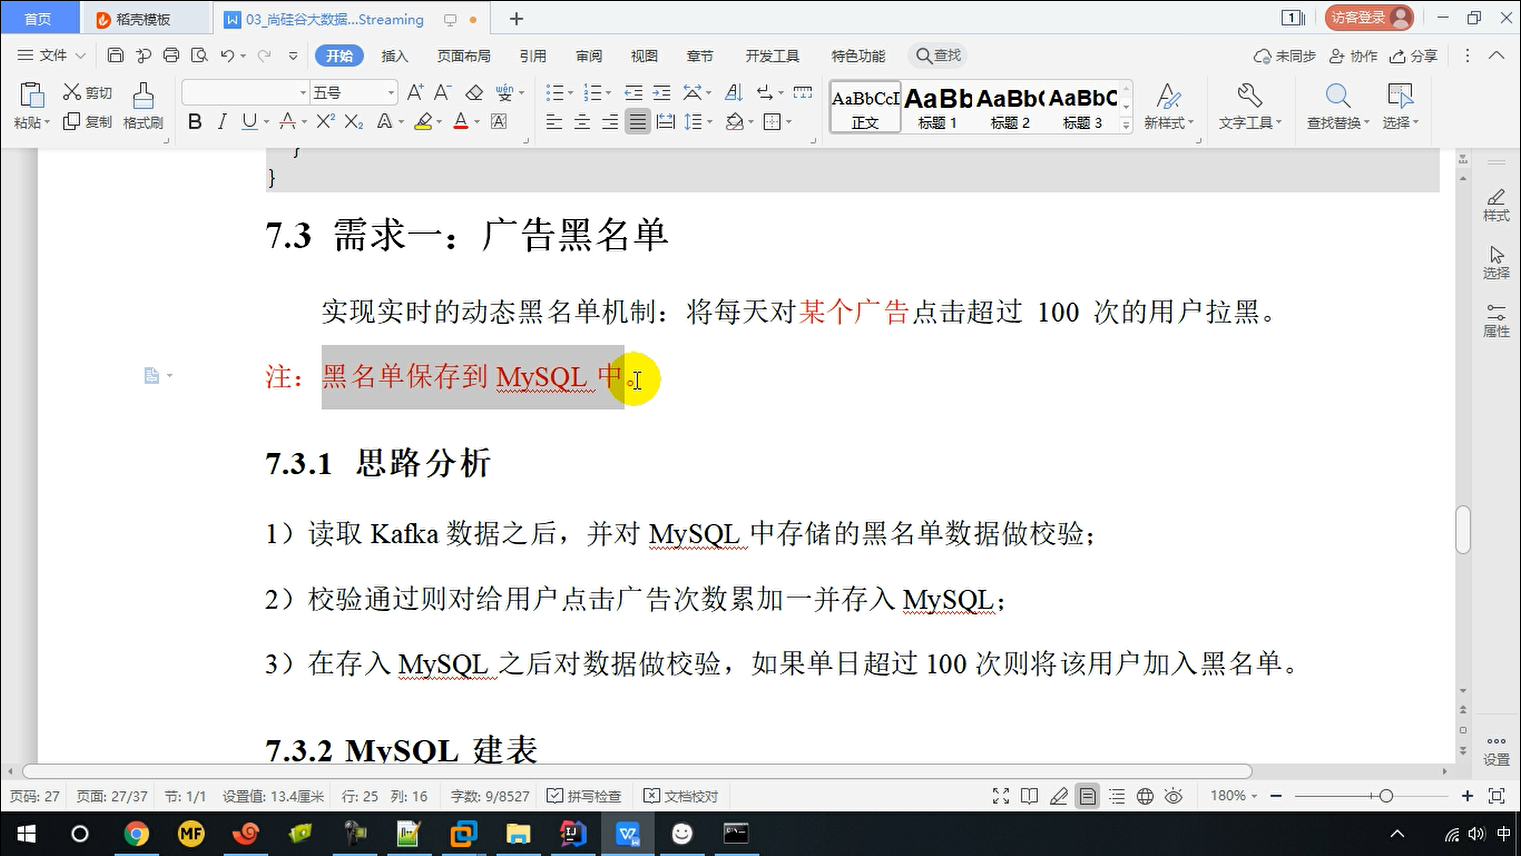 首页
稻壳模板
03_尚硅谷大数据...Streaming
访客登录
文件
开始
插入
页面布局
引用
审阅
视图
章节
开发工具
特色功能
查找
未同步
协作
分享
粘贴
剪切
复制
格式刷
五号
AaBbCcD
正文
AaBb
标题 1
AaBb(
标题 2
AaBbC
标题 3
新样式
文字工具
查找替换
选择
}
}
7.3 需求一：广告黑名单
实现实时的动态黑名单机制：将每天对某个广告点击超过 100 次的用户拉黑。
注：黑名单保存到 MySQL 中。
7.3.1 思路分析
1）读取 Kafka 数据之后，并对 MySQL 中存储的黑名单数据做校验；
2）校验通过则对给用户点击广告次数累加一并存入 MySQL；
3）在存入 MySQL 之后对数据做校验，如果单日超过 100 次则将该用户加入黑名单。
7.3.2 MySQL 建表
样式
选择
属性
设置
页码: 27
页面: 27/37
节: 1/1
设置值: 13.4厘米
行: 25
列: 16
字数: 9/8527
拼写检查
文档校对
180%
MF
中